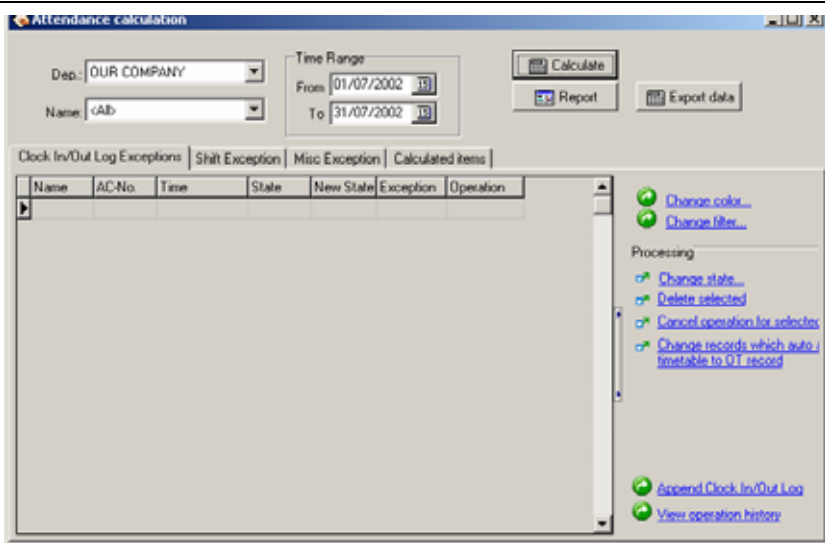 Attendance calculation
Dep.: OUR COMPANY
Name: <All>
Time Range
From 01/07/2002
To 31/07/2002
Calculate
Report
Export data
Clock In/Out Log Exceptions Shift Exception Misc Exception Calculated items
Name AC-No. Time State New State Exception Operation
Change color...
Change filter...
Processing
Change state...
Delete selected
Cancel operation for selected
Change records which auto
timetable to OT record
Append Clock In/Out Log
View operation history